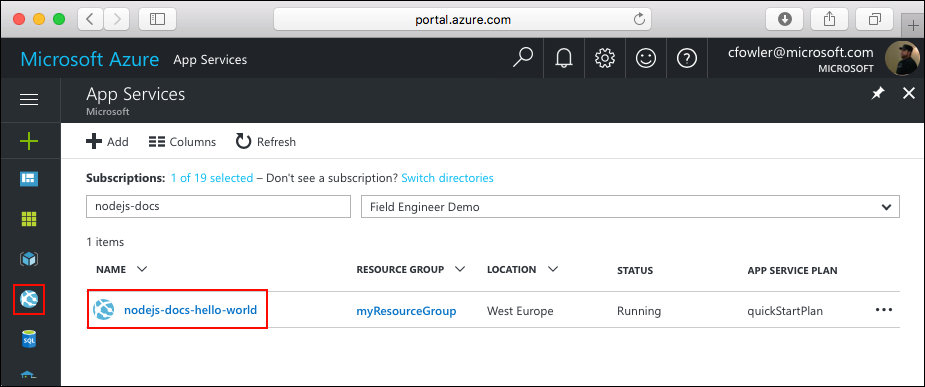 portal.azure.com
Microsoft Azure App Services
cfowler@microsoft.com
MICROSOFT
App Services
Microsoft
Add Columns Refresh
Subscriptions: 1 of 19 selected – Don't see a subscription? Switch directories
nodejs-docs Field Engineer Demo
1 items
NAME RESOURCE GROUP LOCATION STATUS APP SERVICE PLAN
nodejs-docs-hello-world myResourceGroup West Europe Running quickStartPlan
SQL